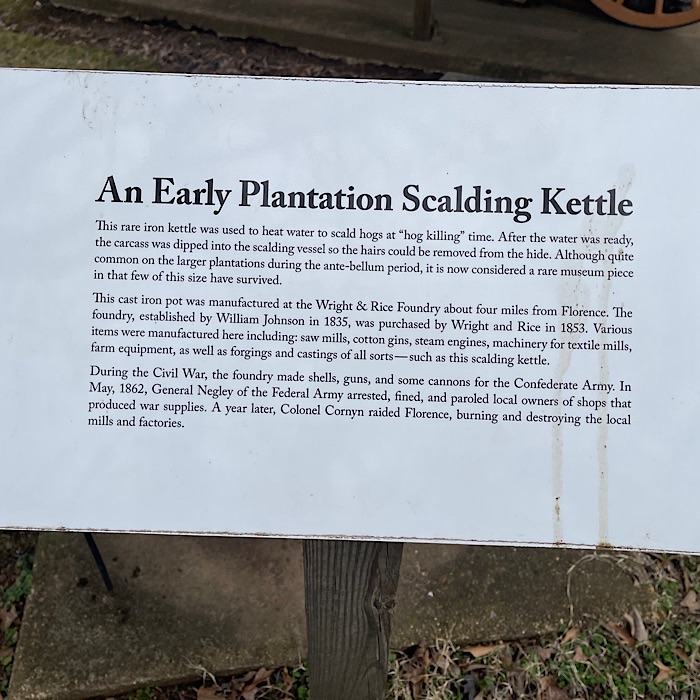 An Early Plantation Scalding Kettle
This rare iron kettle was used to heat water to scald hogs at “hog killing” time. After the water was ready,
the carcass was dipped into the scalding vessel so the hairs could be removed from the hide. Although quite
common on the larger plantations during the ante-bellum period, it is now considered a rare museum piece
in that few of this size have survived.
This cast iron pot was manufactured at the Wright & Rice Foundry about four miles from Florence. The
foundry, established by William Johnson in 1835, was purchased by Wright and Rice in 1853. Various
items were manufactured here including: saw mills, cotton gins, steam engines, machinery for textile mills,
farm equipment, as well as forgings and castings of all sorts—such as this scalding kettle.
During the Civil War, the foundry made shells, guns, and some cannons for the Confederate Army. In
May, 1862, General Negley of the Federal Army arrested, fined, and paroled local owners of shops that
produced war supplies. A year later, Colonel Cornyn raided Florence, burning and destroying the local
mills and factories.